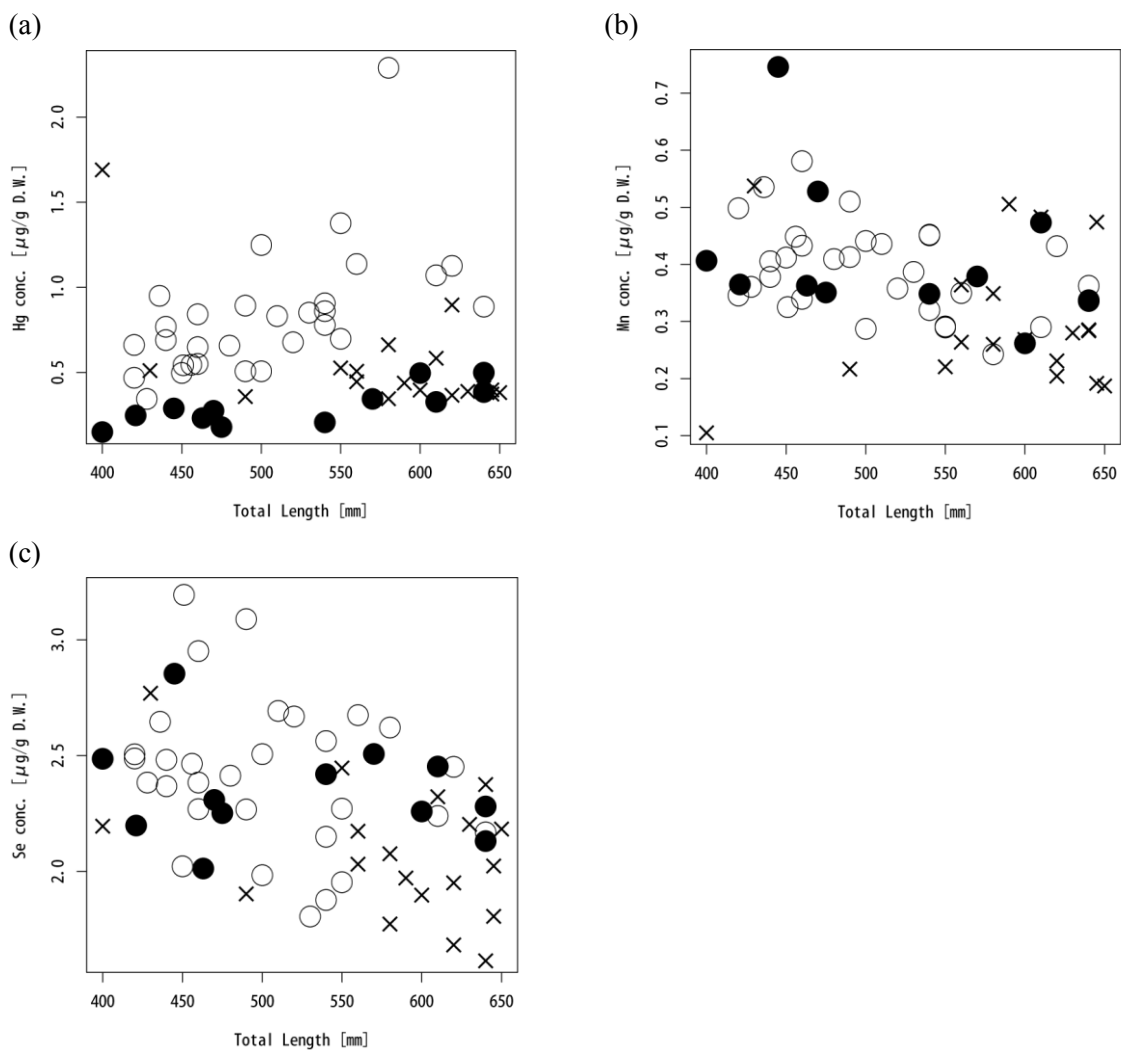 (a)
2.0
1.5
1.0
0.5
Hg conc. [μg/g D.W.]
400 450 500 550 600 650
Total Length [mm]
(b)
0.7
0.6
0.5
0.4
0.3
0.2
0.1
Mn conc. [μg/g D.W.]
400 450 500 550 600 650
Total Length [mm]
(c)
3.0
2.5
2.0
Se conc. [μg/g D.W.]
400 450 500 550 600 650
Total Length [mm]